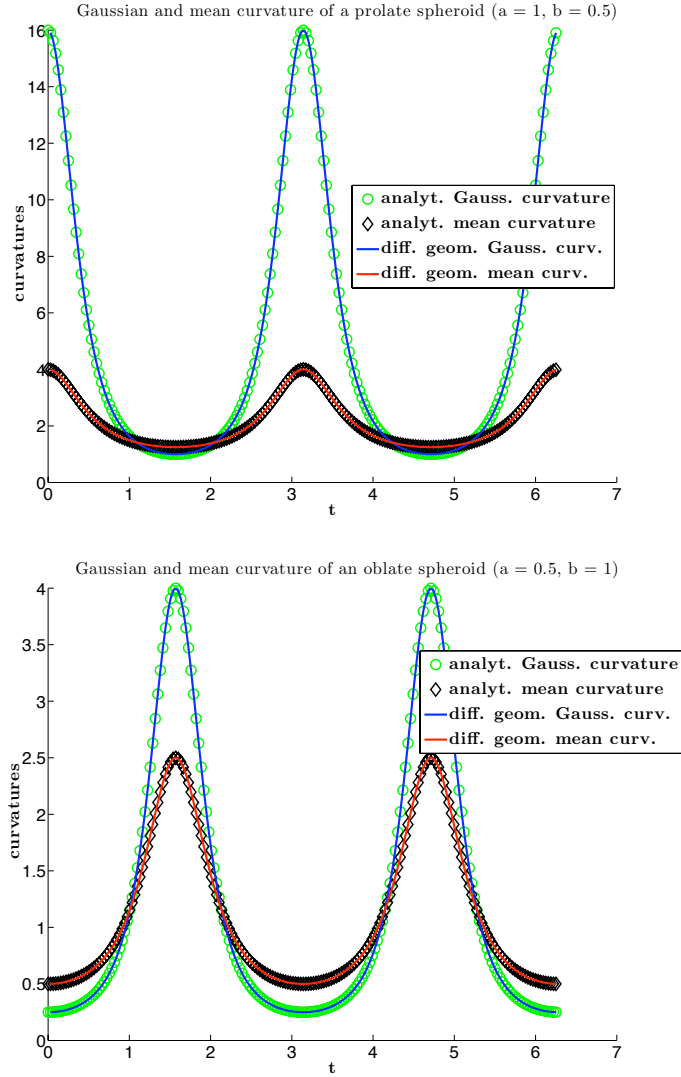 Gaussian and mean curvature of a prolate spheroid (a = 1, b = 0.5)
16
14
12
10
8
6
4
2
0
curvatures
analyt. Gauss. curvature
analyt. mean curvature
diff. geom. Gauss. curv.
diff. geom. mean curv.
0 1 2 3 4 5 6 7
t
Gaussian and mean curvature of an oblate spheroid (a = 0.5, b = 1)
4
3.5
3
2.5
2
1.5
1
0.5
0
curvatures
analyt. Gauss. curvature
analyt. mean curvature
diff. geom. Gauss. curv.
diff. geom. mean curv.
0 1 2 3 4 5 6 7
t